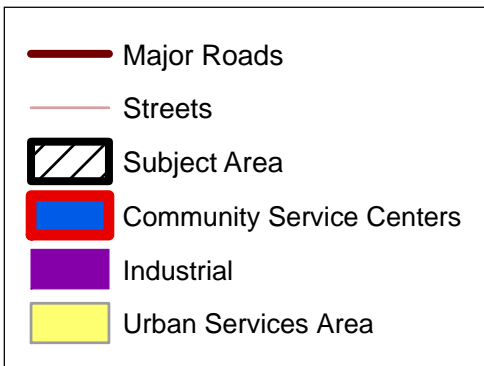 Major Roads
Streets
Subject Area
Community Service Centers
Industrial
Urban Services Area